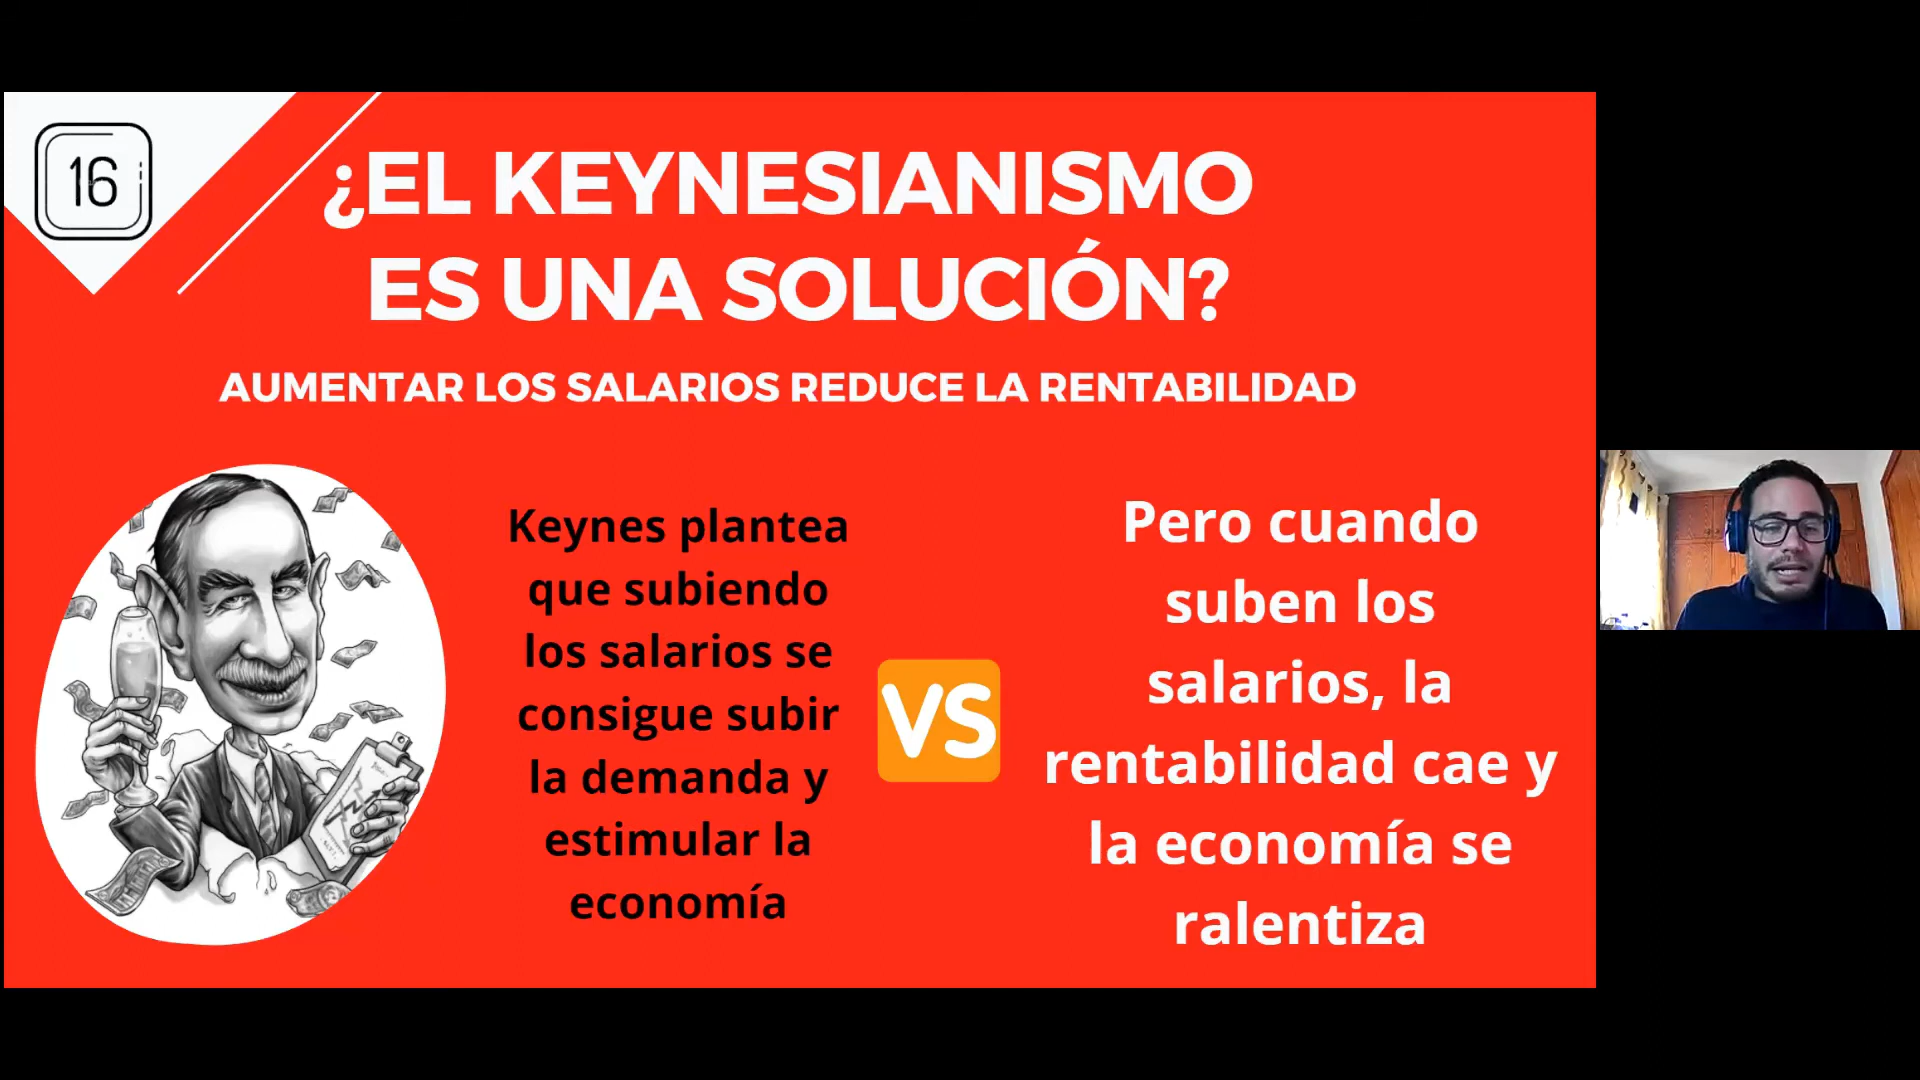 16
¿EL KEYNESIANISMO
ES UNA SOLUCIÓN?
AUMENTAR LOS SALARIOS REDUCE LA RENTABILIDAD
Keynes plantea
que subiendo
los salarios se
consigue subir
la demanda y
estimular la
economía
VS
Pero cuando
suben los
salarios, la
rentabilidad cae y
la economía se
ralentiza